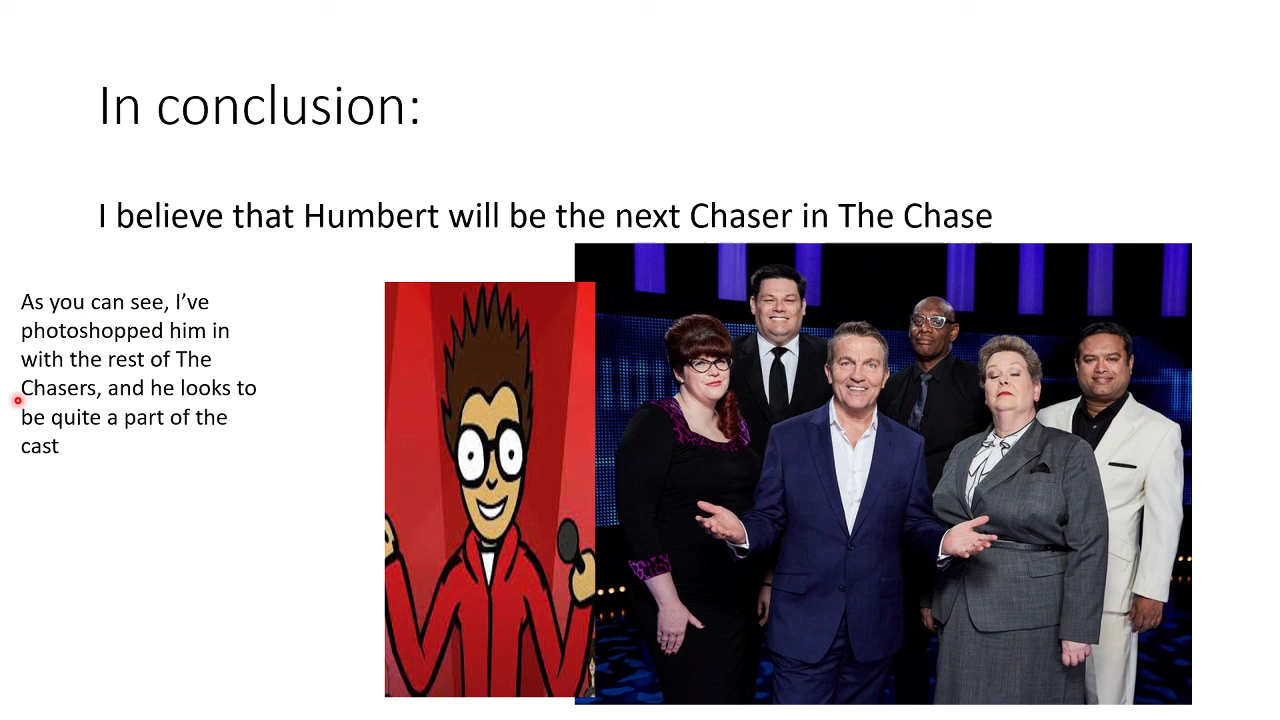 In conclusion:
I believe that Humbert will be the next Chaser in The Chase
As you can see, I’ve
photoshopped him in
with the rest of The
Chasers, and he looks to
be quite a part of the
cast